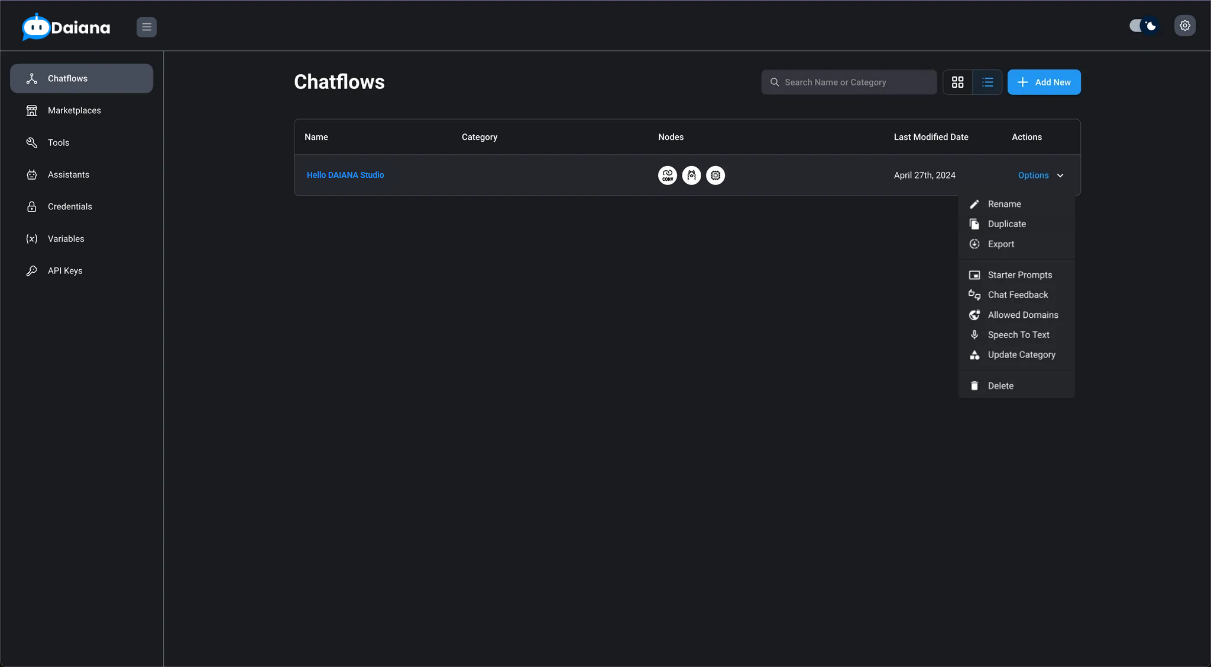 Daiana
Chatflows
Marketplaces
Tools
Assistants
Credentials
Variables
API Keys
Chatflows
Search Name or Category
Add New
Name Category Nodes Last Modified Date Actions
Hello DAIANA Studio CONV April 27th, 2024 Options
Rename
Duplicate
Export
Starter Prompts
Chat Feedback
Allowed Domains
Speech To Text
Update Category
Delete